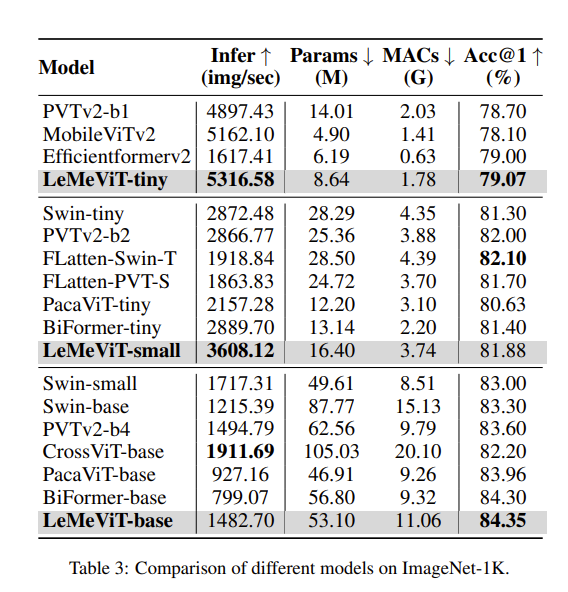 Model Infer ↑ (img/sec) Params ↓ (M) MACs ↓ (G) Acc@1 ↑ (%)
PVTv2-b1 4897.43 14.01 2.03 78.70
MobileViTv2 5162.10 4.90 1.41 78.10
Efficientformerv2 1617.41 6.19 0.63 79.00
LeMeViT-tiny 5316.58 8.64 1.78 79.07
Swin-tiny 2872.48 28.29 4.35 81.30
PVTv2-b2 2866.77 25.36 3.88 82.00
FLatten-Swin-T 1918.84 28.50 4.39 82.10
FLatten-PVT-S 1863.83 24.72 3.70 81.70
PacaViT-tiny 2157.28 12.20 3.10 80.63
BiFormer-tiny 2889.70 13.14 2.20 81.40
LeMeViT-small 3608.12 16.40 3.74 81.88
Swin-small 1717.31 49.61 8.51 83.00
Swin-base 1215.39 87.77 15.13 83.30
PVTv2-b4 1494.79 62.56 9.79 83.60
CrossViT-base 1911.69 105.03 20.10 82.20
PacaViT-base 927.16 46.91 9.26 83.96
BiFormer-base 799.07 56.80 9.32 84.30
LeMeViT-base 1482.70 53.10 11.06 84.35
Table 3: Comparison of different models on ImageNet-1K.